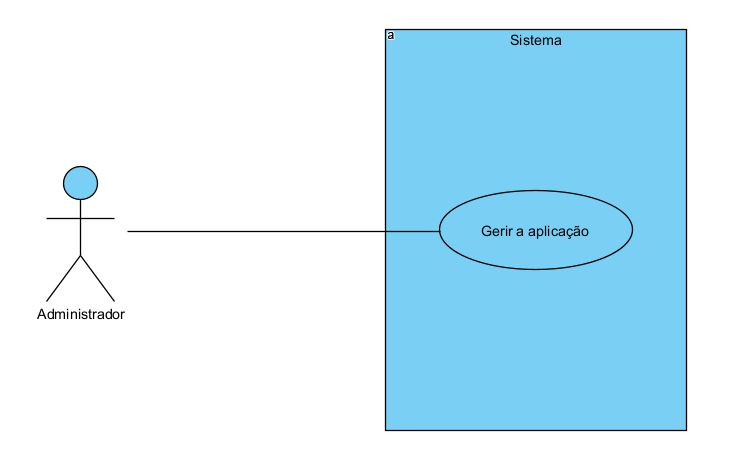 a
Sistema
Gerir a aplicação
Administrador